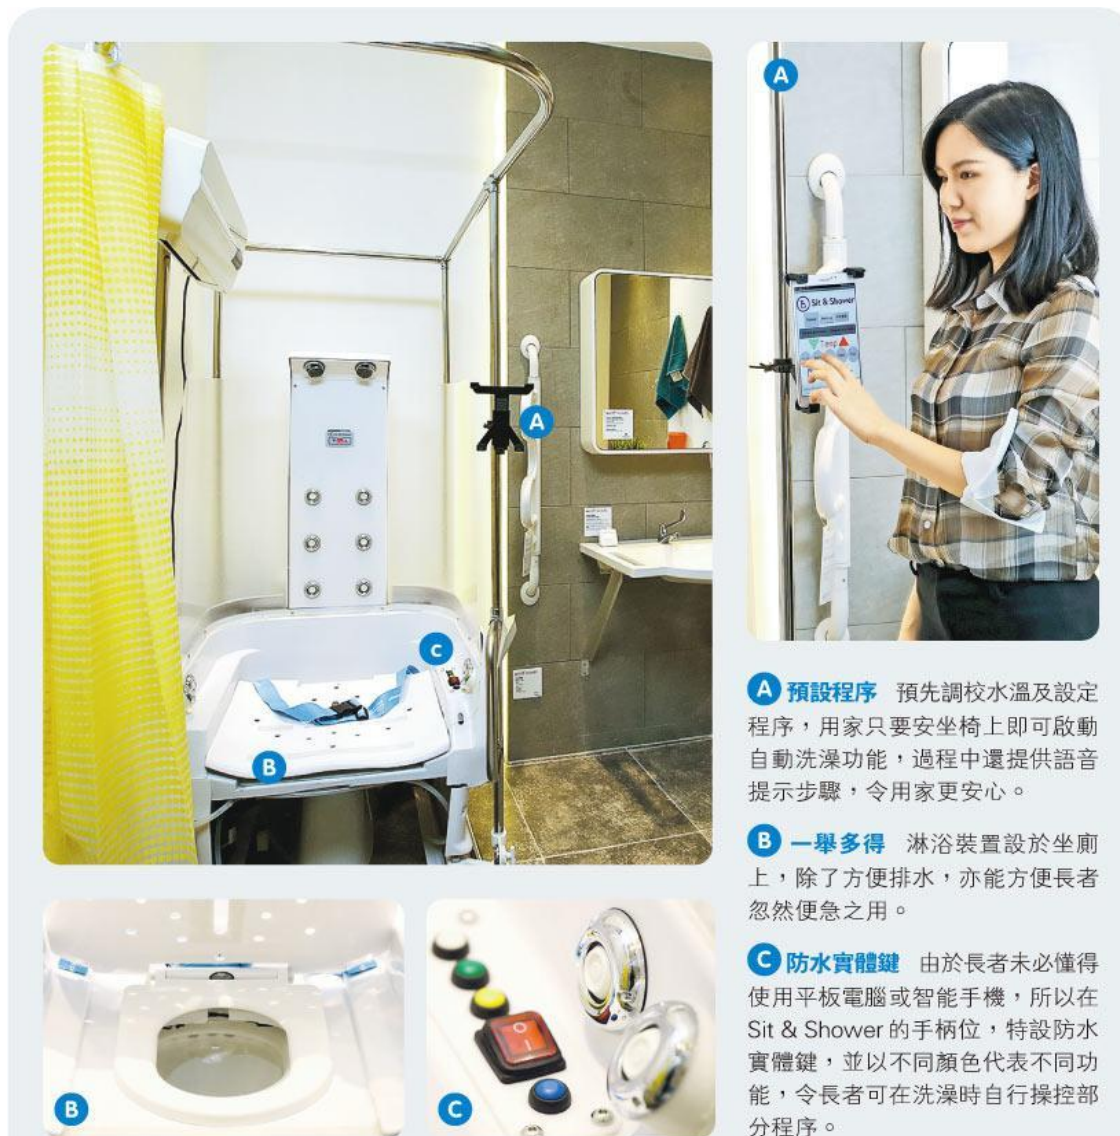 A
Sit & Shower
Temp
A
C
B
B
C
A 預設程序 預先調校水溫及設定
程序，用家只要安坐椅上即可啟動
自動洗澡功能，過程中還提供語音
提示步驟，令用家更安心。
B 一舉多得 淋浴裝置設於坐廁
上，除了方便排水，亦能方便長者
忽然便急之用。
C 防水實體鍵 由於長者未必懂得
使用平板電腦或智能手機，所以在
Sit & Shower 的手柄位，特設防水
實體鍵，並以不同顏色代表不同功
能，令長者可在洗澡時自行操控部
分程序。